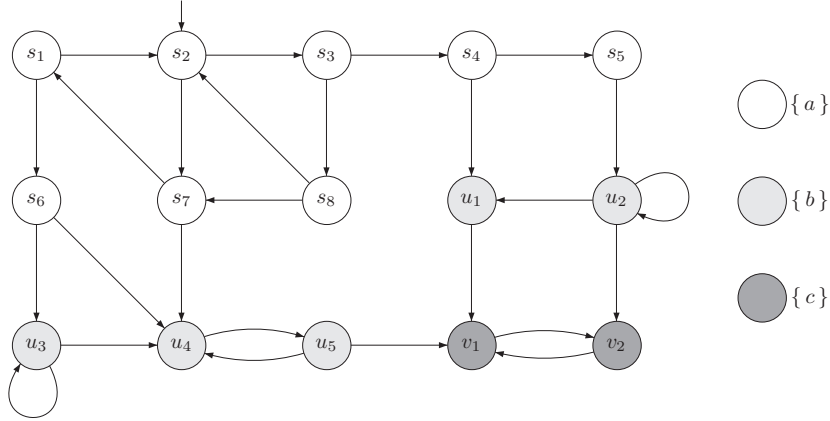 s₁ s₂ s₃ s₄ s₅
{ a }
s₆ s₇ s₈ u₁ u₂
{ b }
{ c }
u₃ u₄ u₅ v₁ v₂